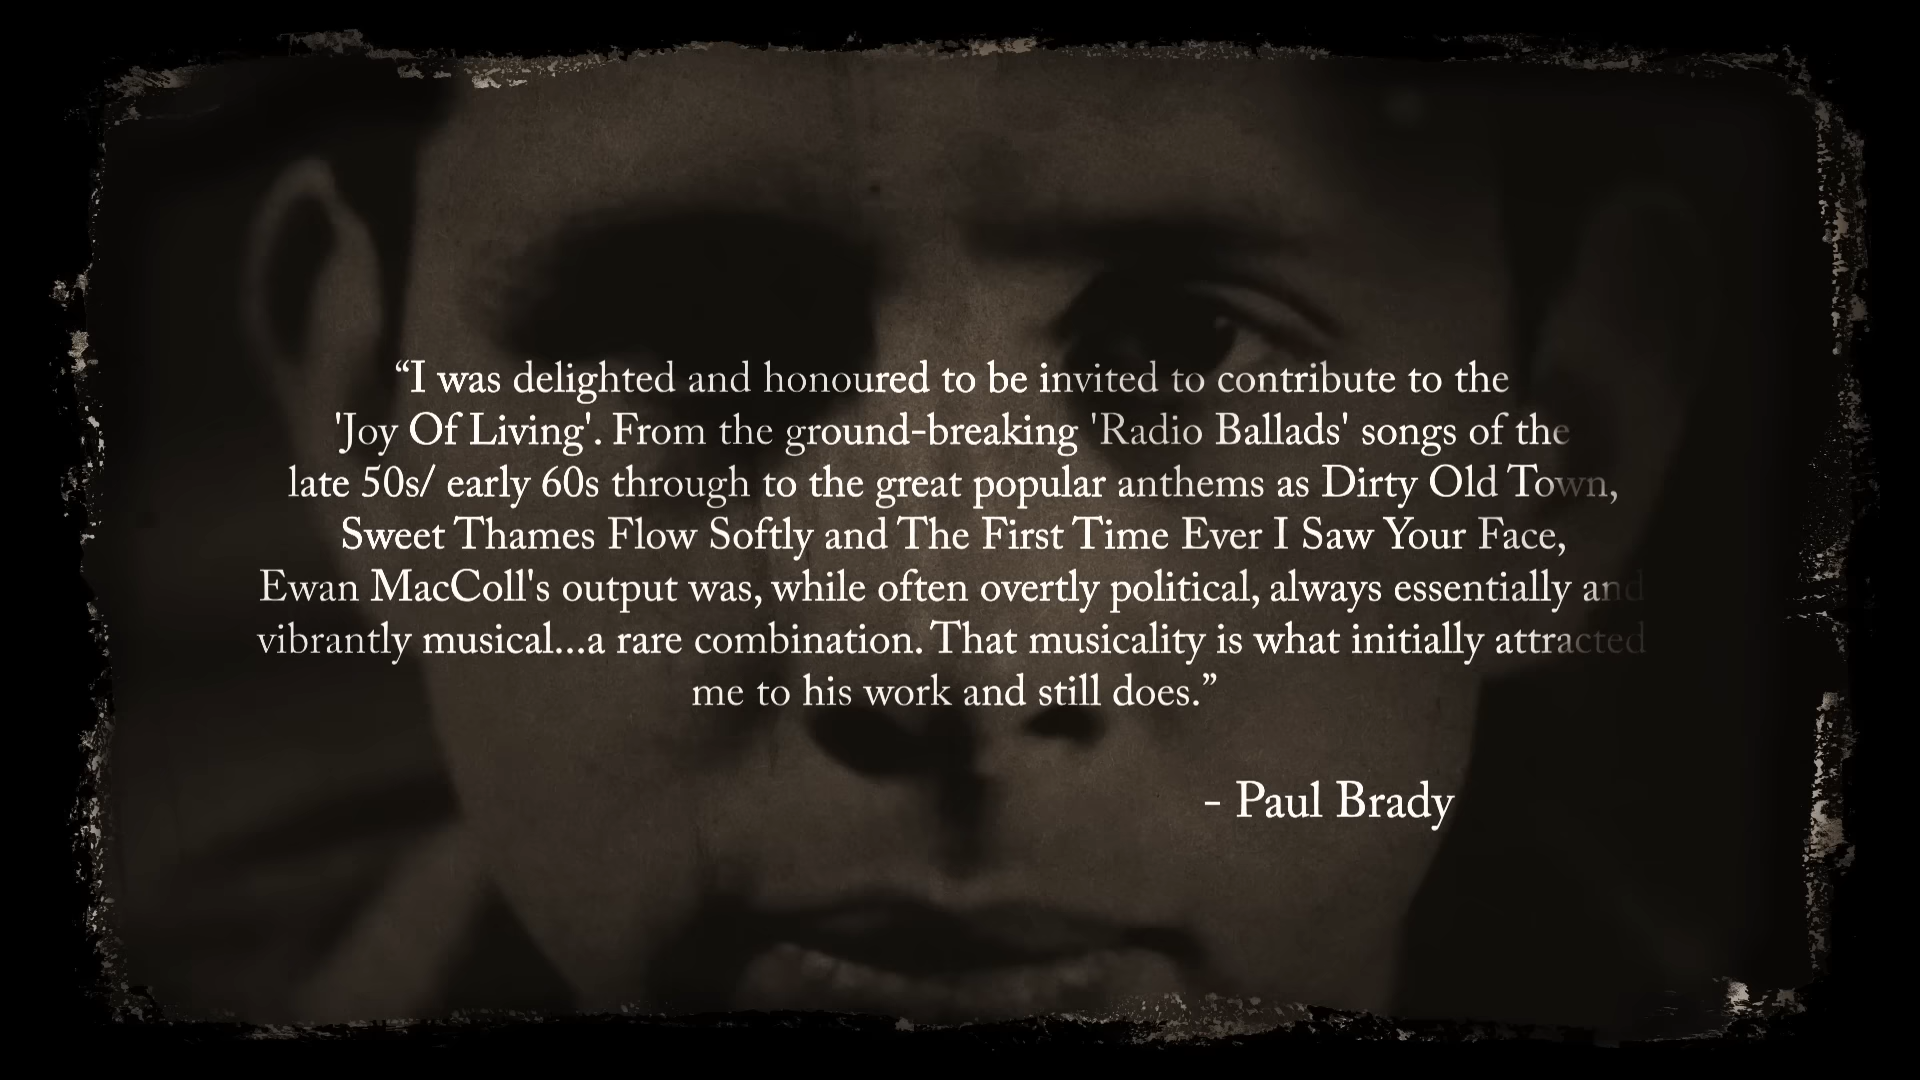 “I was delighted and honoured to be invited to contribute to the
'Joy Of Living'. From the ground-breaking 'Radio Ballads' songs of the
late 50s/ early 60s through to the great popular anthems as Dirty Old Town,
Sweet Thames Flow Softly and The First Time Ever I Saw Your Face,
Ewan MacColl's output was, while often overtly political, always essentially and
vibrantly musical...a rare combination. That musicality is what initially attracted
me to his work and still does.”
- Paul Brady